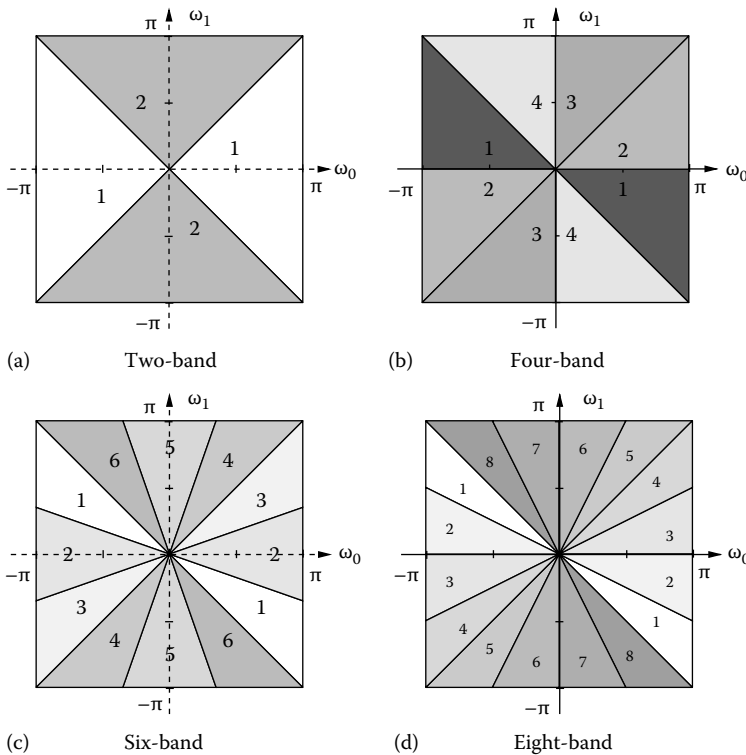 π ω₁
2
1
ω₀
−π π
1
2
−π
(a) Two-band
π ω₁
4 3
1 2
ω₀
−π π
2 1
3 4
−π
(b) Four-band
π ω₁
5
6 4
1 3
2 2 ω₀
−π π
3 1
4 6
5
−π
(c) Six-band
π ω₁
7 6
8 5
1 4
2 3
ω₀
−π π
3 2
4 1
5 8
6 7
−π
(d) Eight-band